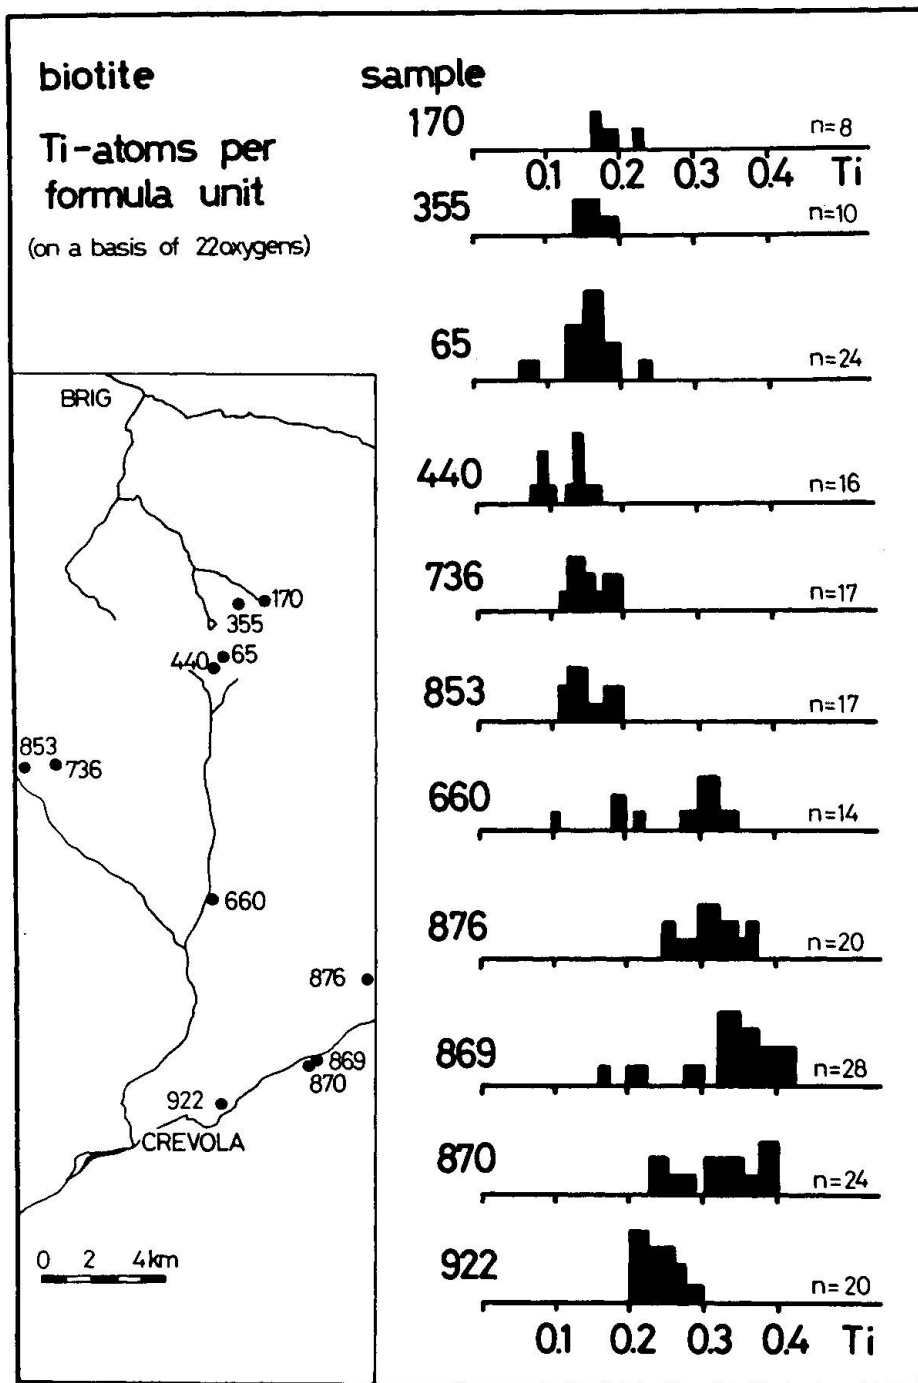 biotite
Ti-atoms per
formula unit
(on a basis of 22oxygens)
sample
170
n=8
0.1 0.2 0.3 0.4 Ti
355
n=10
65
n=24
440
n=16
736
n=17
853
n=17
660
n=14
876
n=20
869
n=28
870
n=24
922
n=20
0.1 0.2 0.3 0.4 Ti
BRIG
170
355
65
440
853
736
660
876
869
870
922
CREVOLA
0 2 4km